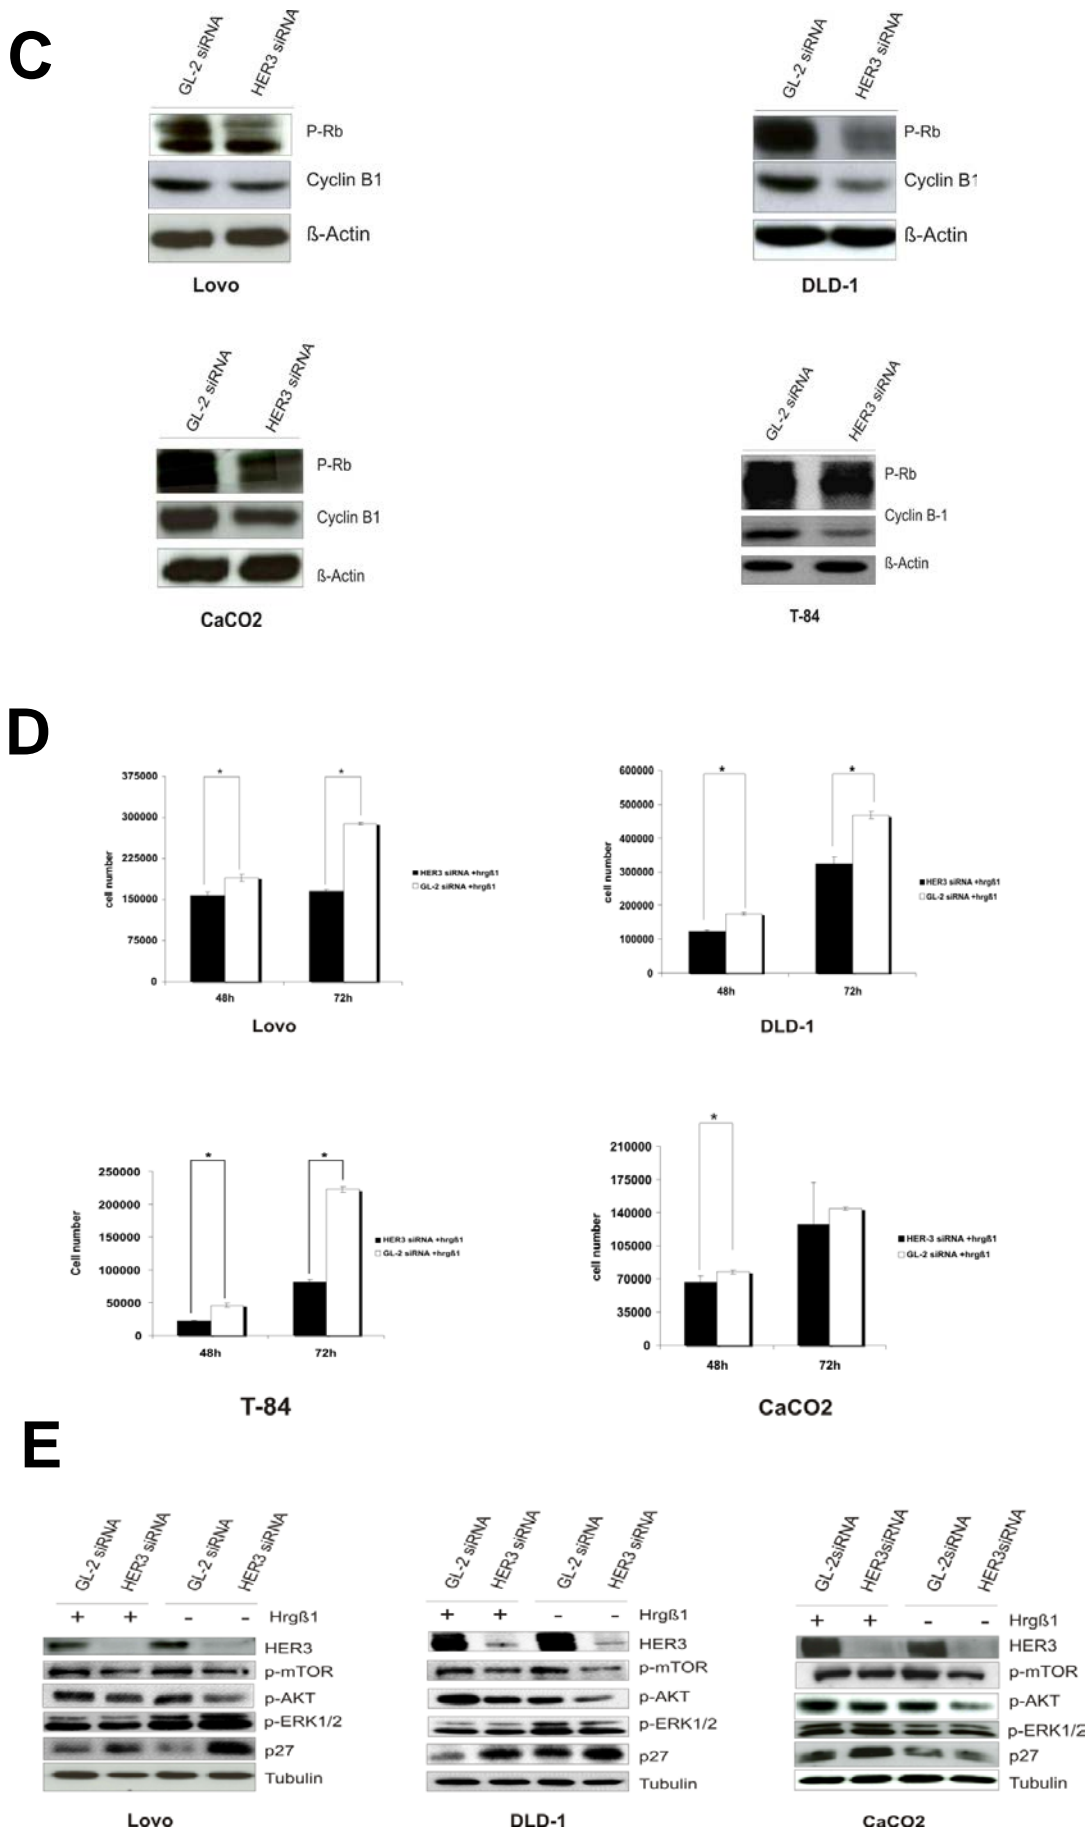 C
GL-2 siRNA HER3 siRNA
P-Rb
Cyclin B1
ß-Actin
Lovo
GL-2 siRNA HER3 siRNA
P-Rb
Cyclin B1
ß-Actin
DLD-1
GL-2 siRNA HER3 siRNA
P-Rb
Cyclin B1
ß-Actin
CaCO2
GL-2 siRNA HER3 siRNA
P-Rb
Cyclin B-1
ß-Actin
T-84
D
cell number
375000
300000
225000
150000
75000
0
* *
48h 72h
HER3 siRNA +hrgß1
GL-2 siRNA +hrgß1
Lovo
cell number
600000
500000
400000
300000
200000
100000
0
* *
48h 72h
HER3 siRNA +hrgß1
GL-2 siRNA +hrgß1
DLD-1
Cell number
250000
200000
150000
100000
50000
0
* *
48h 72h
HER3 siRNA +hrgß1
GL-2 siRNA +hrgß1
T-84
cell number
210000
175000
140000
105000
70000
35000
0
*
48h 72h
HER-3 siRNA +hrgß1
GL-2 siRNA +hrgß1
CaCO2
E
GL-2 siRNA HER3 siRNA GL-2 siRNA HER3 siRNA
+ + - - Hrgß1
HER3
p-mTOR
p-AKT
p-ERK1/2
p27
Tubulin
Lovo
GL-2 siRNA HER3 siRNA GL-2 siRNA HER3 siRNA
+ + - - Hrgß1
HER3
p-mTOR
p-AKT
p-ERK1/2
p27
Tubulin
DLD-1
GL-2siRNA HER3siRNA GL-2siRNA HER3siRNA
+ + - - Hrgß1
HER3
p-mTOR
p-AKT
p-ERK1/2
p27
Tubulin
CaCO2